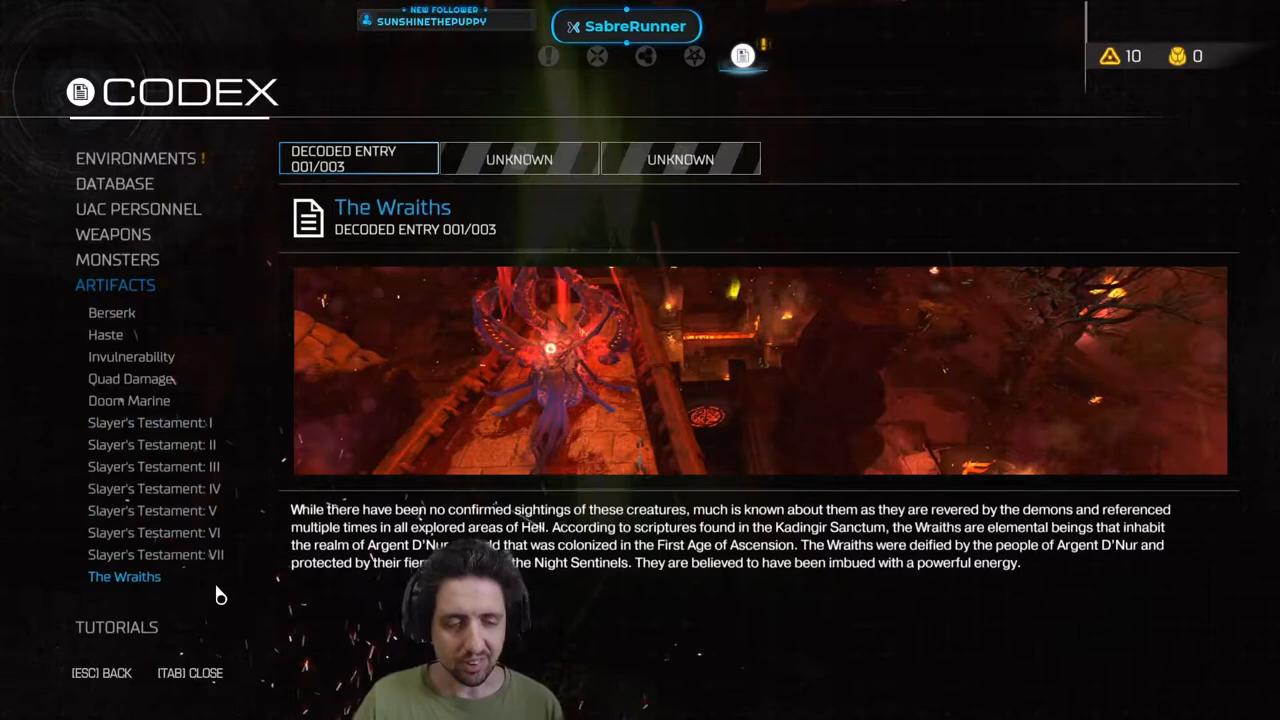 NEW FOLLOWER
SUNSHINETHEPUPPY
SabreRunner
10
0
CODEX
ENVIRONMENTS !
DATABASE
UAC PERSONNEL
WEAPONS
MONSTERS
ARTIFACTS
Berserk
Haste
Invulnerability
Quad Damage
Doom Marine
Slayer's Testament: I
Slayer's Testament: II
Slayer's Testament: III
Slayer's Testament: IV
Slayer's Testament: V
Slayer's Testament: VI
Slayer's Testament: VII
The Wraiths
TUTORIALS
[ESC] BACK [TAB] CLOSE
DECODED ENTRY
001/003
UNKNOWN
UNKNOWN
The Wraiths
DECODED ENTRY 001/003
While there have been no confirmed sightings of these creatures, much is known about them as they are revered by the demons and referenced
multiple times in all explored areas of Hell. According to scriptures found in the Kadingir Sanctum, the Wraiths are elemental beings that inhabit
the realm of Argent D'Nur that was colonized in the First Age of Ascension. The Wraiths were deified by the people of Argent D'Nur and
protected by their the Night Sentinels. They are believed to have been imbued with a powerful energy.